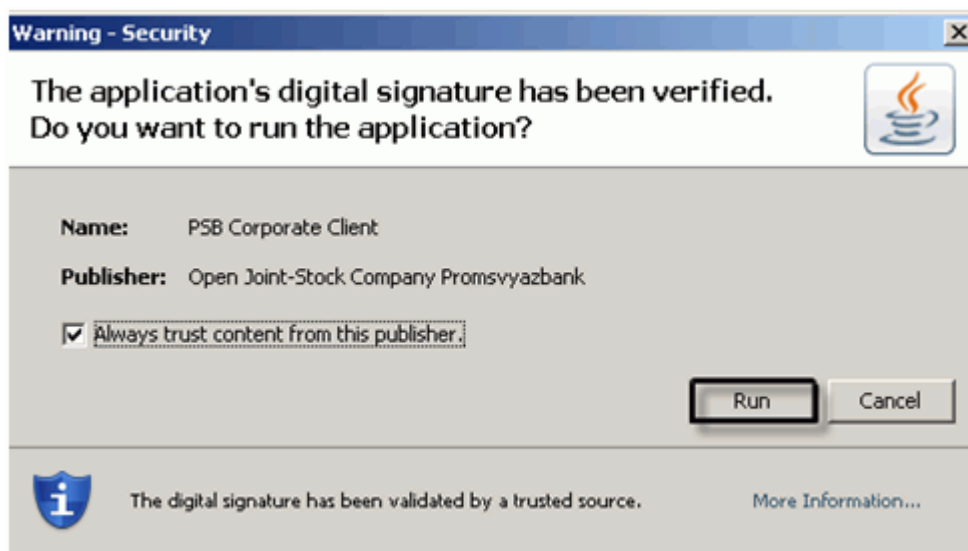 Warning - Security
The application's digital signature has been verified.
Do you want to run the application?
Name: PSB Corporate Client
Publisher: Open Joint-Stock Company Promsvyazbank
Always trust content from this publisher.
Run Cancel
The digital signature has been validated by a trusted source. More Information...